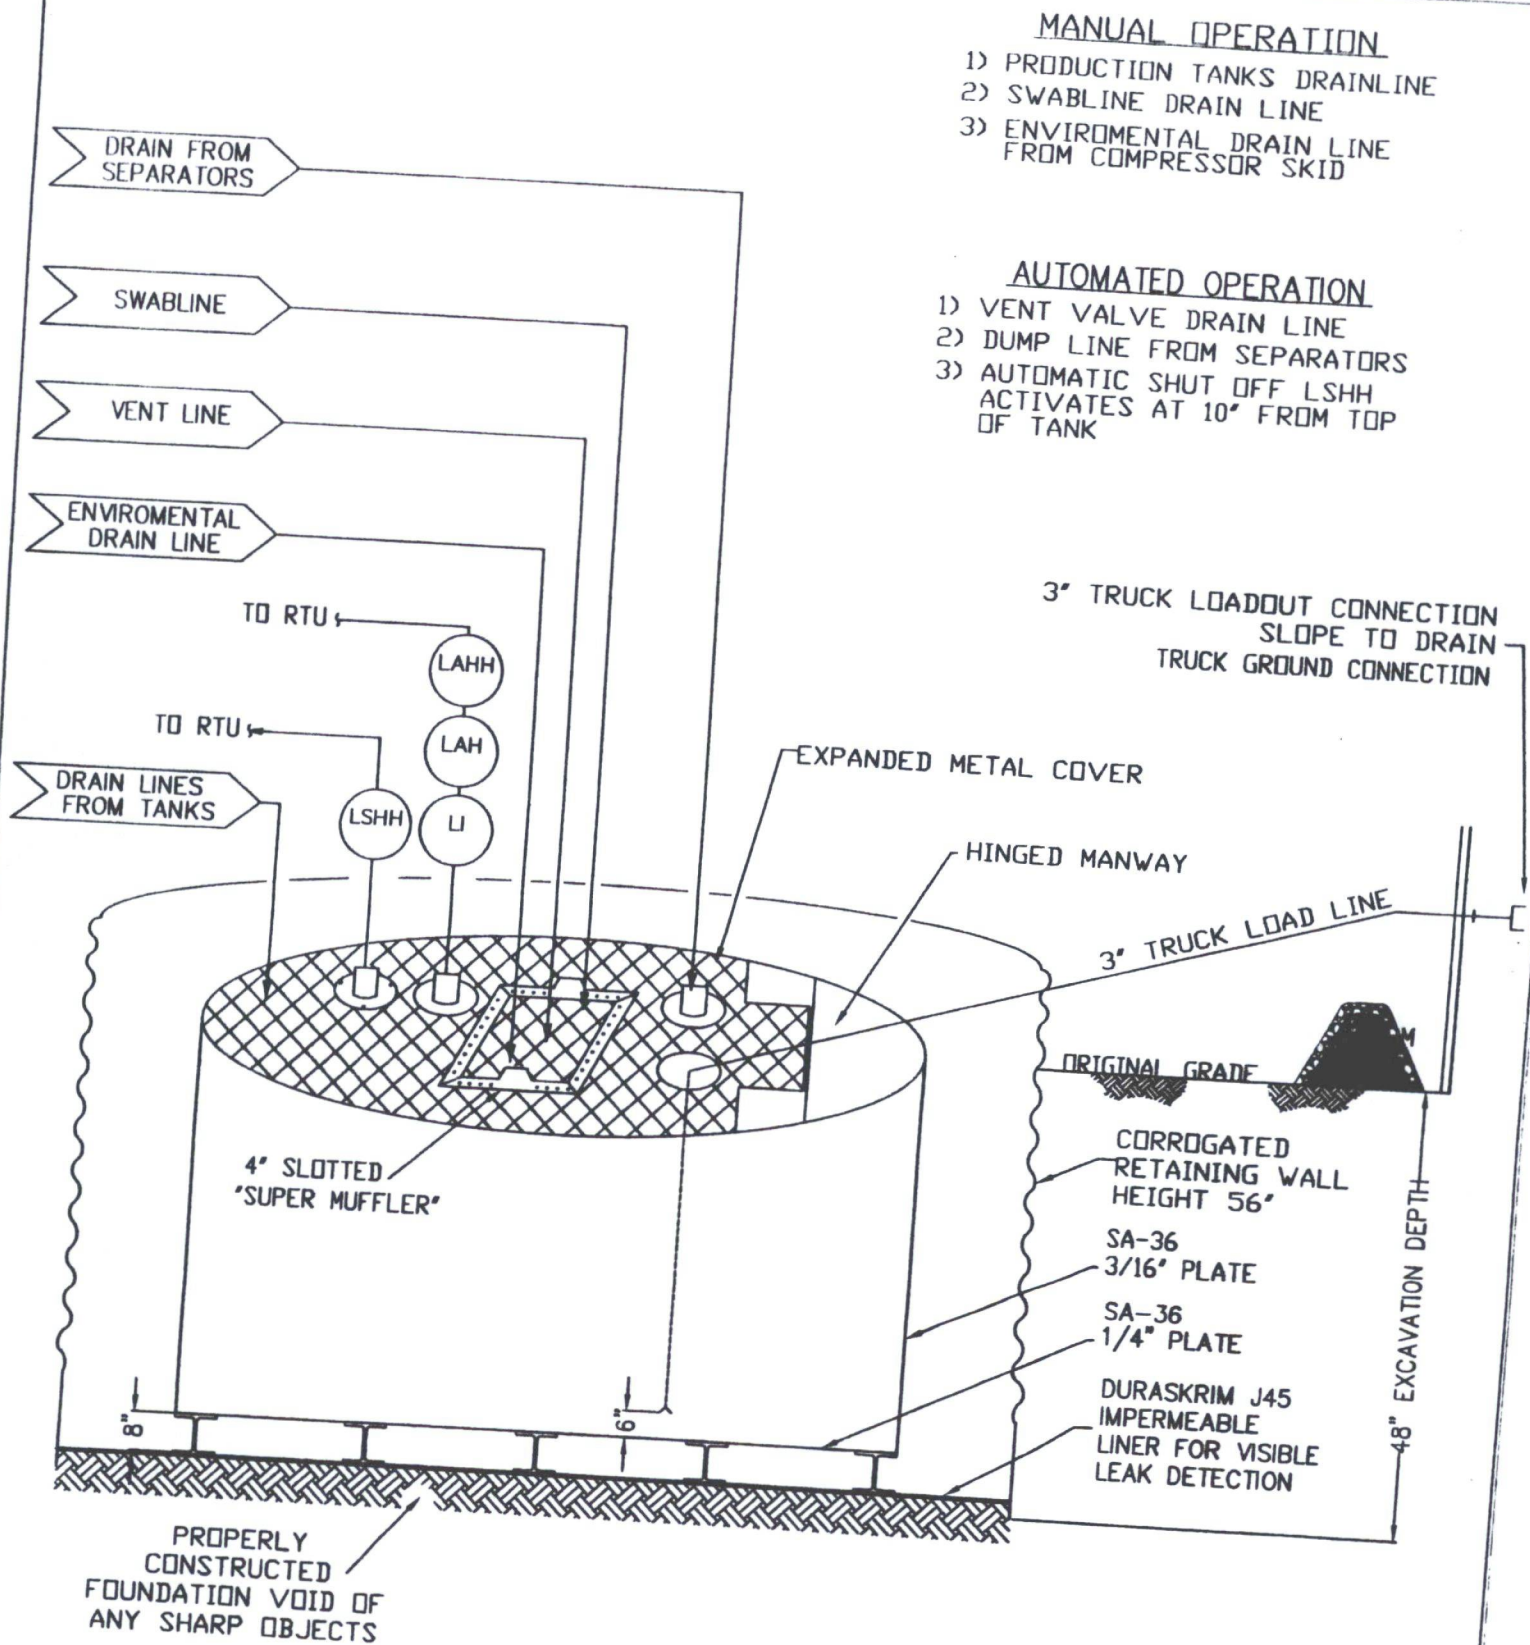 MANUAL OPERATION
1) PRODUCTION TANKS DRAINLINE
2) SWABLINE DRAIN LINE
3) ENVIROMENTAL DRAIN LINE
FROM COMPRESSOR SKID
DRAIN FROM
SEPARATORS
SWABLINE
VENT LINE
ENVIROMENTAL
DRAIN LINE
AUTOMATED OPERATION
1) VENT VALVE DRAIN LINE
2) DUMP LINE FROM SEPARATORS
3) AUTOMATIC SHUT OFF LSHH
ACTIVATES AT 10" FROM TOP
OF TANK
TO RTU
LAHH
3" TRUCK LOADOUT CONNECTION
SLOPE TO DRAIN
TRUCK GROUND CONNECTION
TO RTU
LAH
EXPANDED METAL COVER
DRAIN LINES
FROM TANKS
LSHH
LI
HINGED MANWAY
3" TRUCK LOAD LINE
M
ORIGINAL GRADE
4" SLOTTED
"SUPER MUFFLER"
CORROGATED
RETAINING WALL
HEIGHT 56"
SA-36
3/16" PLATE
SA-36
1/4" PLATE
DURASKRIM J45
IMPERMEABLE
LINER FOR VISIBLE
LEAK DETECTION
48" EXCAVATION DEPTH
8"
6"
PROPERLY
CONSTRUCTED
FOUNDATION VOID OF
ANY SHARP OBJECTS